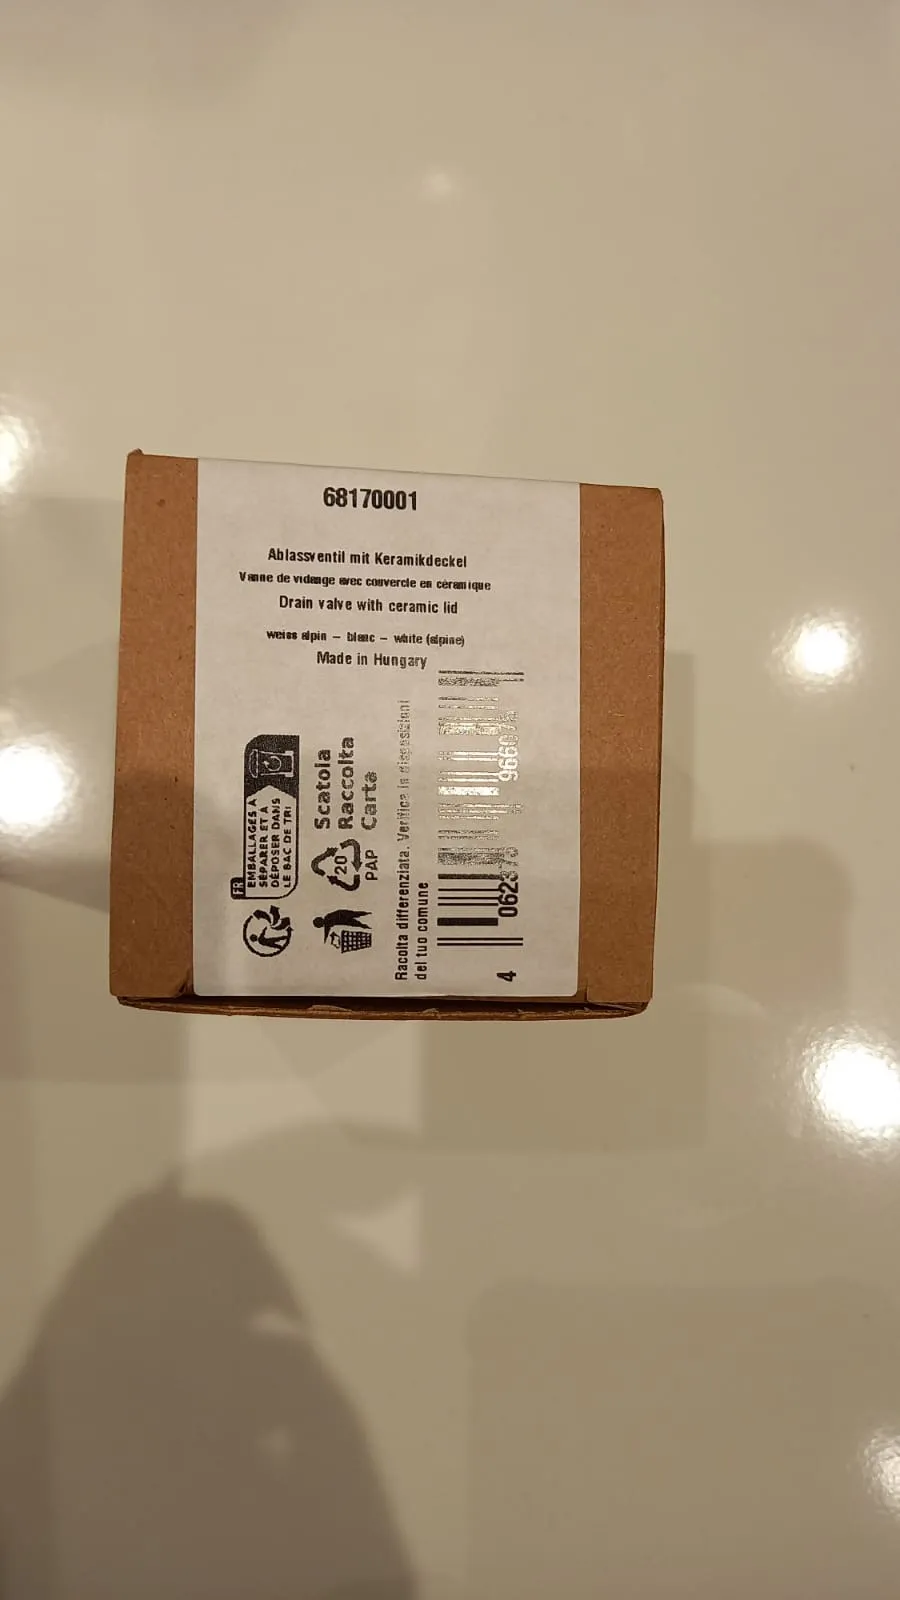 68170001
Ablassventil mit Keramikdeckel
Vanne de vidange avec couvercle en céramique
Drain valve with ceramic lid
weiss alpin – blanc – white (alpine)
Made in Hungary
FR
EMBALLAGES À
SÉPARER ET À
DÉPOSER DANS
LE BAC DE TRI
20
PAP
Scatola
Raccolta
Carta
Racolta differenziata. Verifica le disposizioni
del tuo comune
4